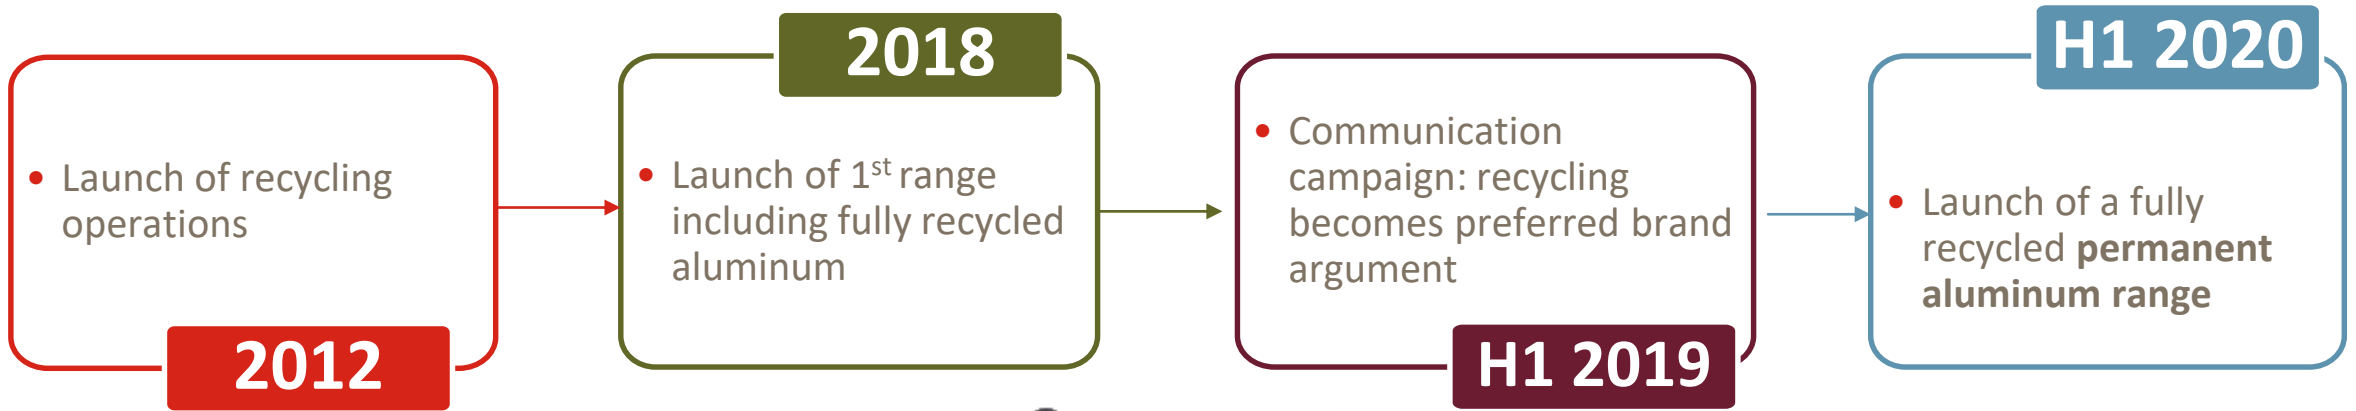 • Launch of recycling
operations
2012
2018
• Launch of 1st range
including fully recycled
aluminum
• Communication
campaign: recycling
becomes preferred brand
argument
H1 2019
H1 2020
• Launch of a fully
recycled permanent
aluminum range